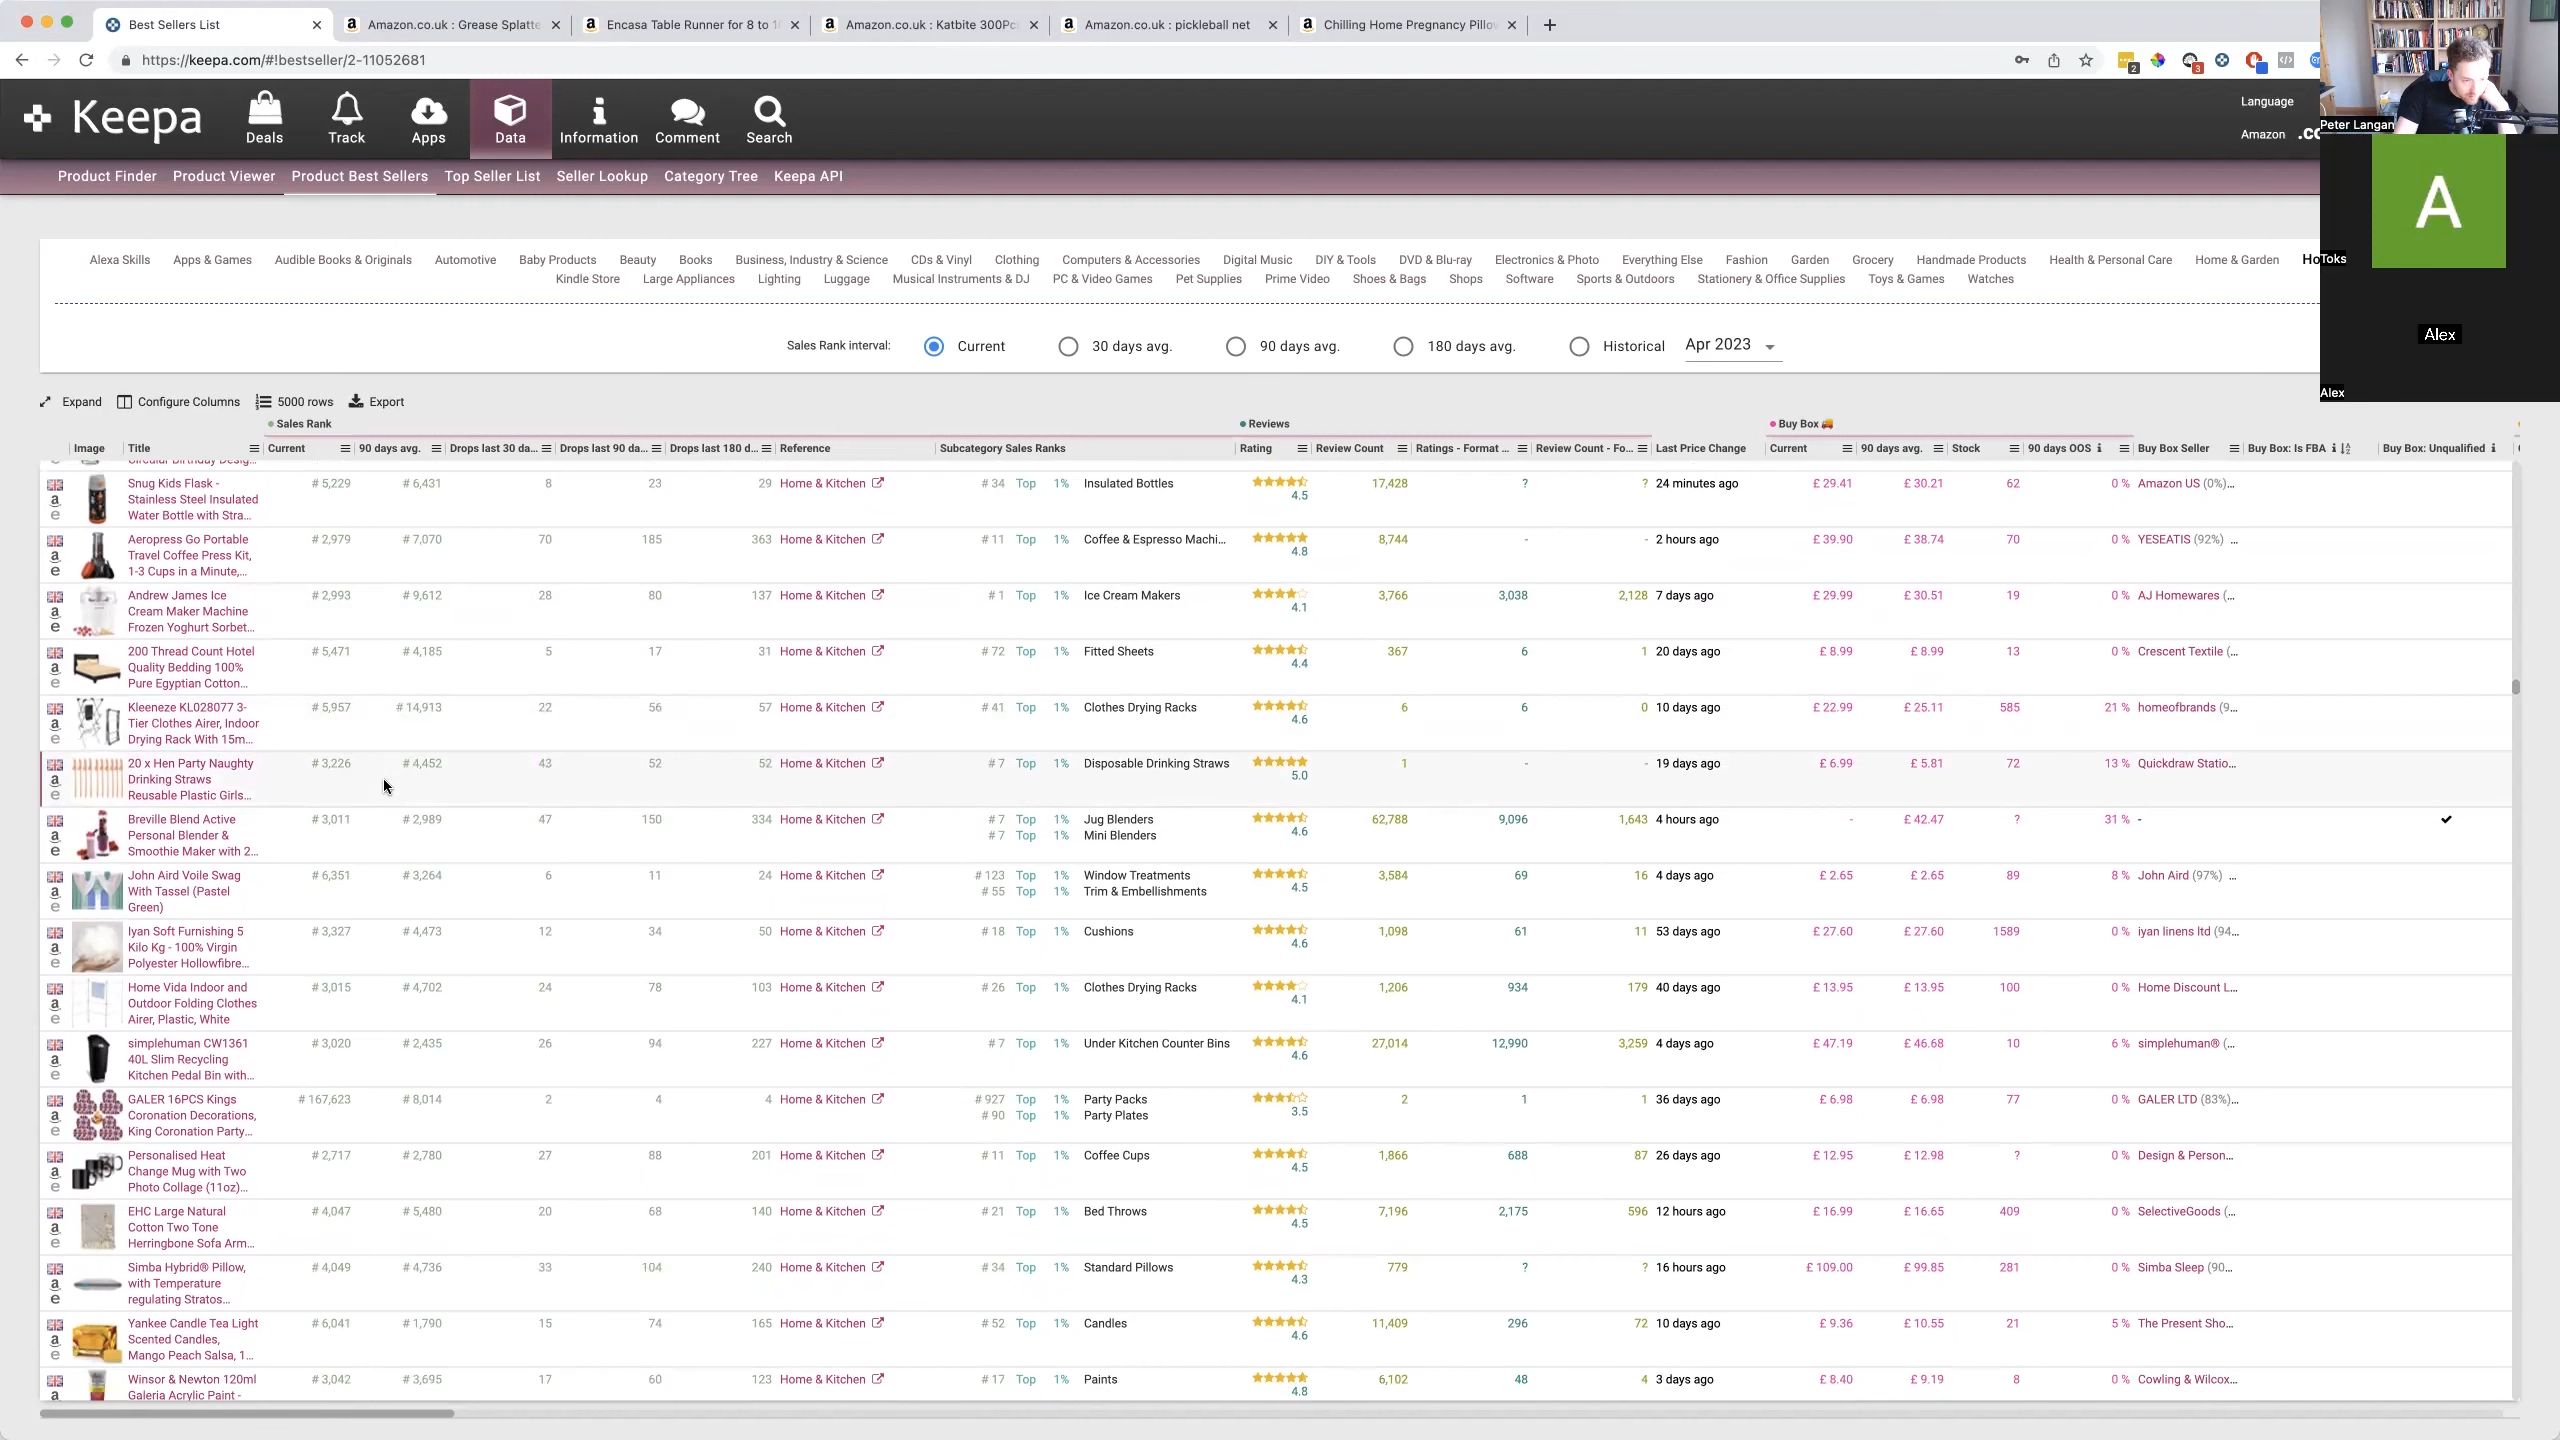 Best Sellers List
Amazon.co.uk : Grease Splatte
Encasa Table Runner for 8 to 1
Amazon.co.uk : Katbite 300Pc
Amazon.co.uk : pickleball net
Chilling Home Pregnancy Pillo
https://keepa.com/#!bestseller/2-11052681
2
3
Keepa
Deals
Track
Apps
Data
Information
Comment
Search
Language
Amazon .co
Peter Langan
Product Finder Product Viewer Product Best Sellers Top Seller List Seller Lookup Category Tree Keepa API
A
Alexa Skills Apps & Games Audible Books & Originals Automotive Baby Products Beauty Books Business, Industry & Science CDs & Vinyl Clothing Computers & Accessories Digital Music DIY & Tools DVD & Blu-ray Electronics & Photo Everything Else Fashion Garden Grocery Handmade Products Health & Personal Care Home & Garden Ho
Toks
Kindle Store Large Appliances Lighting Luggage Musical Instruments & DJ PC & Video Games Pet Supplies Prime Video Shoes & Bags Shops Software Sports & Outdoors Stationery & Office Supplies Toys & Games Watches
Sales Rank interval: Current 30 days avg. 90 days avg. 180 days avg. Historical Apr 2023
Alex
Alex
Expand Configure Columns 5000 rows Export
Sales Rank Reviews Buy Box
Image Title Current 90 days avg. Drops last 30 da... Drops last 90 da... Drops last 180 d... Reference Subcategory Sales Ranks Rating Review Count Ratings - Format ... Review Count - Fo... Last Price Change Current 90 days avg. Stock 90 days OOS Buy Box Seller Buy Box: Is FBA Buy Box: Unqualified
Circular Birthday Desig...
Snug Kids Flask - # 5,229 # 6,431 8 23 29 Home & Kitchen # 34 Top 1% Insulated Bottles 17,428 ? ? 24 minutes ago £ 29.41 £ 30.21 62 0 % Amazon US (0%)...
Stainless Steel Insulated 4.5
Water Bottle with Stra...
Aeropress Go Portable # 2,979 # 7,070 70 185 363 Home & Kitchen # 11 Top 1% Coffee & Espresso Machi... 8,744 - - 2 hours ago £ 39.90 £ 38.74 70 0 % YESEATIS (92%) ...
Travel Coffee Press Kit, 4.8
1-3 Cups in a Minute,...
Andrew James Ice # 2,993 # 9,612 28 80 137 Home & Kitchen # 1 Top 1% Ice Cream Makers 3,766 3,038 2,128 7 days ago £ 29.99 £ 30.51 19 0 % AJ Homewares (...
Cream Maker Machine 4.1
Frozen Yoghurt Sorbet...
200 Thread Count Hotel # 5,471 # 4,185 5 17 31 Home & Kitchen # 72 Top 1% Fitted Sheets 367 6 1 20 days ago £ 8.99 £ 8.99 13 0 % Crescent Textile (...
Quality Bedding 100% 4.4
Pure Egyptian Cotton...
Kleeneze KL028077 3- # 5,957 # 14,913 22 56 57 Home & Kitchen # 41 Top 1% Clothes Drying Racks 6 6 0 10 days ago £ 22.99 £ 25.11 585 21 % homeofbrands (9...
Tier Clothes Airer, Indoor 4.6
Drying Rack With 15m...
20 x Hen Party Naughty # 3,226 # 4,452 43 52 52 Home & Kitchen # 7 Top 1% Disposable Drinking Straws 1 - - 19 days ago £ 6.99 £ 5.81 72 13 % Quickdraw Statio...
Drinking Straws 5.0
Reusable Plastic Girls...
Breville Blend Active # 3,011 # 2,989 47 150 334 Home & Kitchen # 7 Top 1% Jug Blenders 62,788 9,096 1,643 4 hours ago - £ 42.47 ? 31 % -
Personal Blender & # 7 Top 1% Mini Blenders 4.6
Smoothie Maker with 2...
John Aird Voile Swag # 6,351 # 3,264 6 11 24 Home & Kitchen # 123 Top 1% Window Treatments 3,584 69 16 4 days ago £ 2.65 £ 2.65 89 8 % John Aird (97%) ...
With Tassel (Pastel # 55 Top 1% Trim & Embellishments 4.5
Green)
Iyan Soft Furnishing 5 # 3,327 # 4,473 12 34 50 Home & Kitchen # 18 Top 1% Cushions 1,098 61 11 53 days ago £ 27.60 £ 27.60 1589 0 % iyan linens ltd (94...
Kilo Kg - 100% Virgin 4.6
Polyester Hollowfibre...
Home Vida Indoor and # 3,015 # 4,702 24 78 103 Home & Kitchen # 26 Top 1% Clothes Drying Racks 1,206 934 179 40 days ago £ 13.95 £ 13.95 100 0 % Home Discount L...
Outdoor Folding Clothes 4.1
Airer, Plastic, White
simplehuman CW1361 # 3,020 # 2,435 26 94 227 Home & Kitchen # 7 Top 1% Under Kitchen Counter Bins 27,014 12,990 3,259 4 days ago £ 47.19 £ 46.68 10 6 % simplehuman® (...
40L Slim Recycling 4.6
Kitchen Pedal Bin with...
GALER 16PCS Kings # 167,623 # 8,014 2 4 4 Home & Kitchen # 927 Top 1% Party Packs 2 1 1 36 days ago £ 6.98 £ 6.98 77 0 % GALER LTD (83%)...
Coronation Decorations, # 90 Top 1% Party Plates 3.5
King Coronation Party...
Personalised Heat # 2,717 # 2,780 27 88 201 Home & Kitchen # 11 Top 1% Coffee Cups 1,866 688 87 26 days ago £ 12.95 £ 12.98 ? 0 % Design & Person...
Change Mug with Two 4.5
Photo Collage (11oz)...
EHC Large Natural # 4,047 # 5,480 20 68 140 Home & Kitchen # 21 Top 1% Bed Throws 7,196 2,175 596 12 hours ago £ 16.99 £ 16.65 409 0 % SelectiveGoods (...
Cotton Two Tone 4.5
Herringbone Sofa Arm...
Simba Hybrid® Pillow, # 4,049 # 4,736 33 104 240 Home & Kitchen # 34 Top 1% Standard Pillows 779 ? ? 16 hours ago £ 109.00 £ 99.85 281 0 % Simba Sleep (90...
with Temperature 4.3
regulating Stratos...
Yankee Candle Tea Light # 6,041 # 1,790 15 74 165 Home & Kitchen # 52 Top 1% Candles 11,409 296 72 10 days ago £ 9.36 £ 10.55 21 5 % The Present Sho...
Scented Candles, 4.6
Mango Peach Salsa, 1...
Winsor & Newton 120ml # 3,042 # 3,695 17 60 123 Home & Kitchen # 17 Top 1% Paints 6,102 48 4 3 days ago £ 8.40 £ 9.19 8 0 % Cowling & Wilcox...
Galeria Acrylic Paint - 4.8